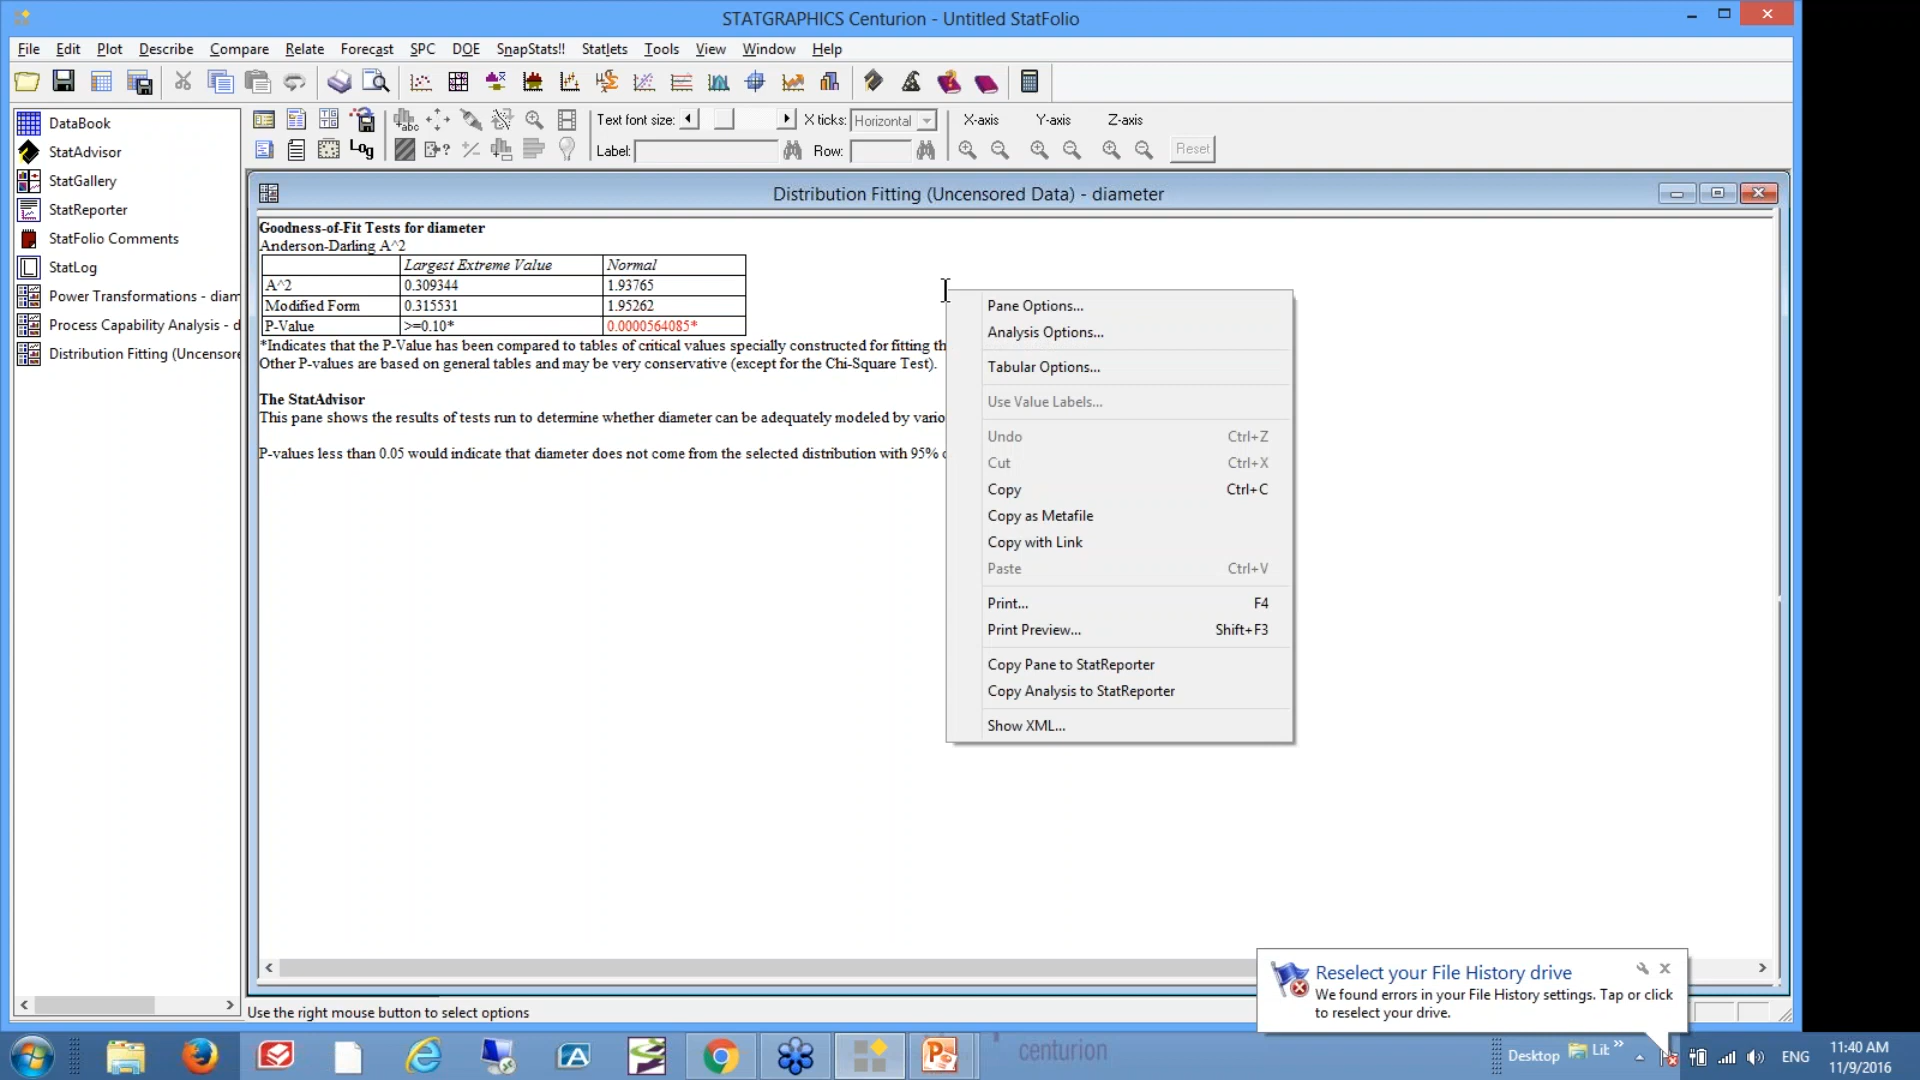 STATGRAPHICS Centurion - Untitled StatFolio
File Edit Plot Describe Compare Relate Forecast SPC DOE SnapStats!! Statlets Tools View Window Help
Text font size: X ticks: Horizontal X-axis Y-axis Z-axis
Log Label: Row: Reset
DataBook
StatAdvisor
StatGallery
StatReporter
StatFolio Comments
StatLog
Power Transformations - diam
Process Capability Analysis - d
Distribution Fitting (Uncensore
Distribution Fitting (Uncensored Data) - diameter
Goodness-of-Fit Tests for diameter
Anderson-Darling A^2
Largest Extreme Value Normal
A^2 0.309344 1.93765
Modified Form 0.315531 1.95262
P-Value >=0.10* 0.0000564085*
*Indicates that the P-Value has been compared to tables of critical values specially constructed for fitting th
Other P-values are based on general tables and may be very conservative (except for the Chi-Square Test).
The StatAdvisor
This pane shows the results of tests run to determine whether diameter can be adequately modeled by vario
P-values less than 0.05 would indicate that diameter does not come from the selected distribution with 95% c
Pane Options...
Analysis Options...
Tabular Options...
Use Value Labels...
Undo Ctrl+Z
Cut Ctrl+X
Copy Ctrl+C
Copy as Metafile
Copy with Link
Paste Ctrl+V
Print... F4
Print Preview... Shift+F3
Copy Pane to StatReporter
Copy Analysis to StatReporter
Show XML...
Reselect your File History drive
We found errors in your File History settings. Tap or click
to reselect your drive.
Use the right mouse button to select options
centurion
Desktop Lib ENG
11:40 AM
11/9/2016